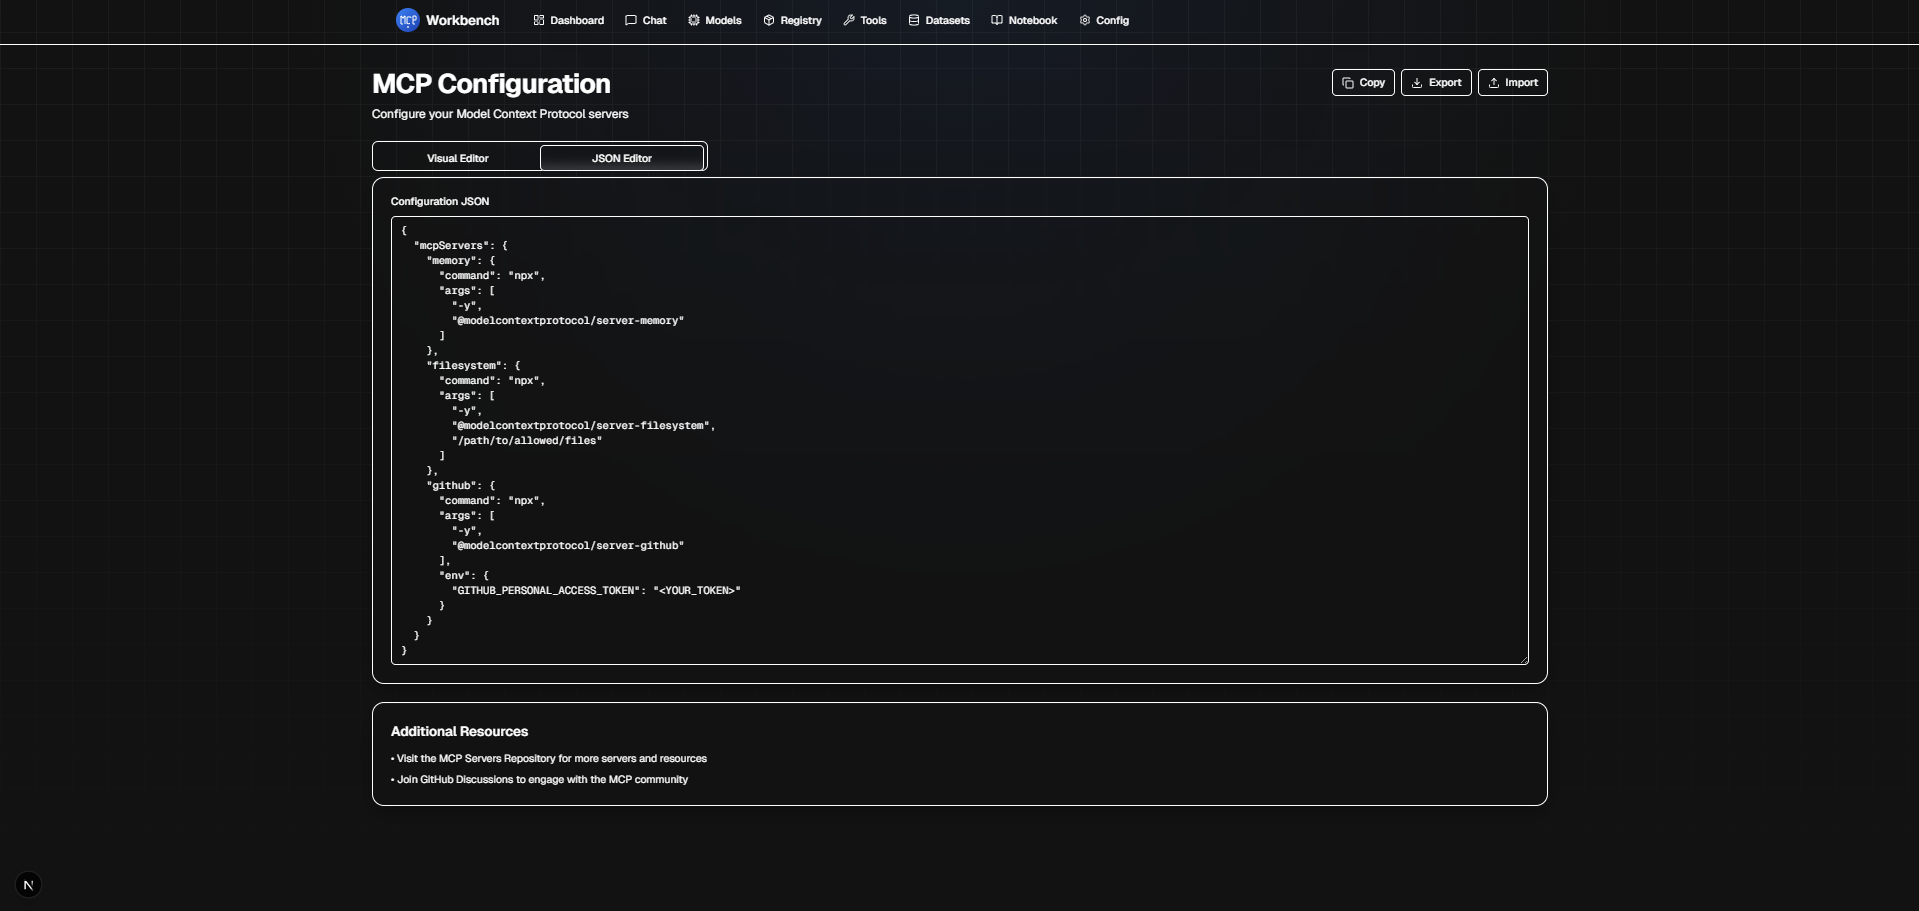 MCP Workbench Dashboard Chat Models Registry Tools Datasets Notebook Config
MCP Configuration
Copy Export Import
Configure your Model Context Protocol servers
Visual Editor JSON Editor
Configuration JSON
{
  "mcpServers": {
    "memory": {
      "command": "npx",
      "args": [
        "-y",
        "@modelcontextprotocol/server-memory"
      ]
    },
    "filesystem": {
      "command": "npx",
      "args": [
        "-y",
        "@modelcontextprotocol/server-filesystem",
        "/path/to/allowed/files"
      ]
    },
    "github": {
      "command": "npx",
      "args": [
        "-y",
        "@modelcontextprotocol/server-github"
      ],
      "env": {
        "GITHUB_PERSONAL_ACCESS_TOKEN": "<YOUR_TOKEN>"
      }
    }
  }
}
Additional Resources
• Visit the MCP Servers Repository for more servers and resources
• Join GitHub Discussions to engage with the MCP community
N